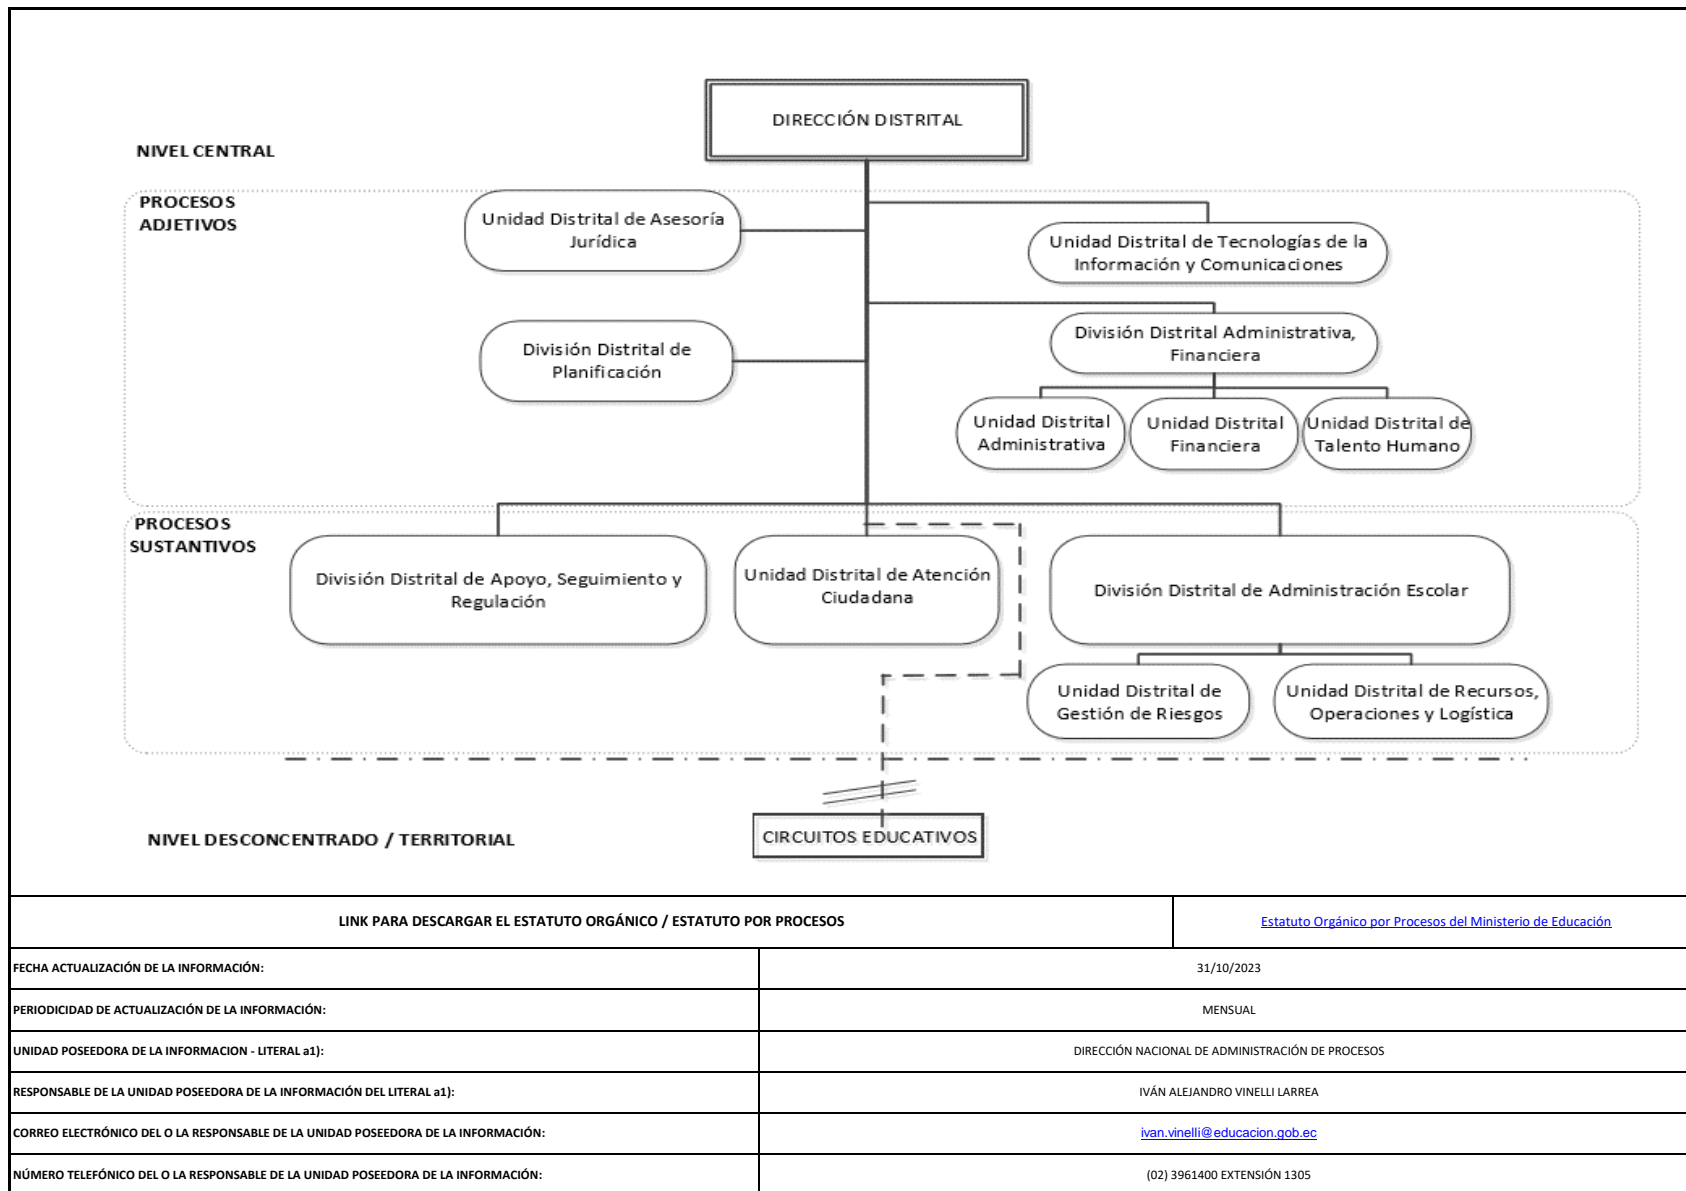 DIRECCIÓN DISTRITAL
NIVEL CENTRAL
PROCESOS
ADJETIVOS
Unidad Distrital de Asesoría
Jurídica
Unidad Distrital de Tecnologías de la
Información y Comunicaciones
División Distrital de
Planificación
División Distrital Administrativa,
Financiera
Unidad Distrital
Administrativa
Unidad Distrital
Financiera
Unidad Distrital de
Talento Humano
PROCESOS
SUSTANTIVOS
División Distrital de Apoyo, Seguimiento y
Regulación
Unidad Distrital de Atención
Ciudadana
División Distrital de Administración Escolar
Unidad Distrital de
Gestión de Riesgos
Unidad Distrital de Recursos,
Operaciones y Logística
NIVEL DESCONCENTRADO / TERRITORIAL
CIRCUITOS EDUCATIVOS
LINK PARA DESCARGAR EL ESTATUTO ORGÁNICO / ESTATUTO POR PROCESOS
Estatuto Orgánico por Procesos del Ministerio de Educación
FECHA ACTUALIZACIÓN DE LA INFORMACIÓN:
31/10/2023
PERIODICIDAD DE ACTUALIZACIÓN DE LA INFORMACIÓN:
MENSUAL
UNIDAD POSEEDORA DE LA INFORMACION - LITERAL a1):
DIRECCIÓN NACIONAL DE ADMINISTRACIÓN DE PROCESOS
RESPONSABLE DE LA UNIDAD POSEEDORA DE LA INFORMACIÓN DEL LITERAL a1):
IVÁN ALEJANDRO VINELLI LARREA
CORREO ELECTRÓNICO DEL O LA RESPONSABLE DE LA UNIDAD POSEEDORA DE LA INFORMACIÓN:
ivan.vinelli@educacion.gob.ec
NÚMERO TELEFÓNICO DEL O LA RESPONSABLE DE LA UNIDAD POSEEDORA DE LA INFORMACIÓN:
(02) 3961400 EXTENSIÓN 1305